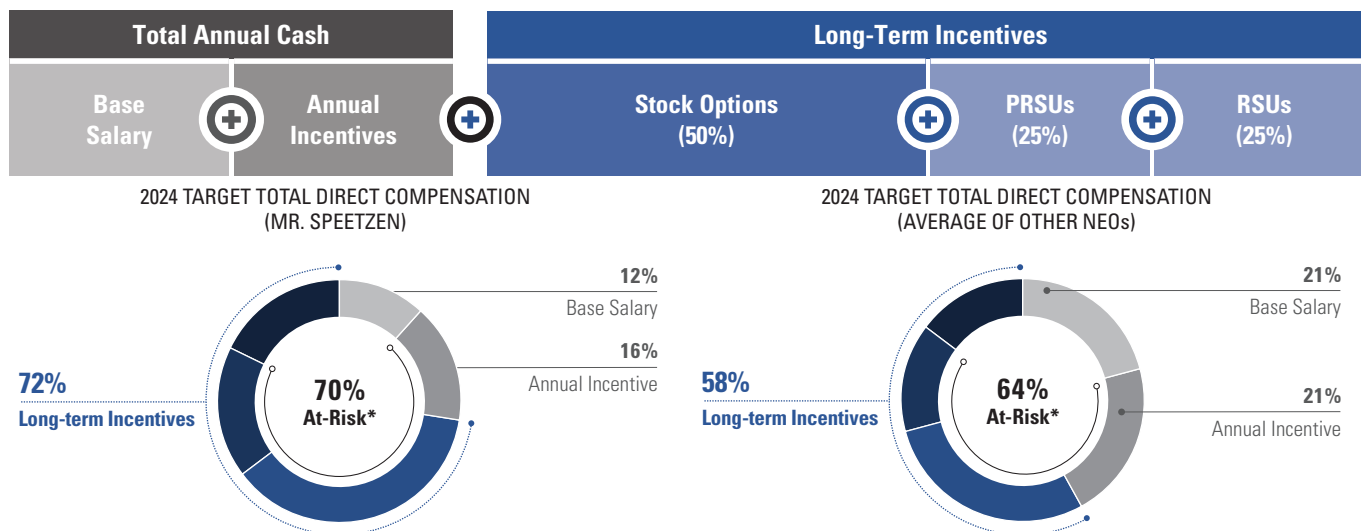 Total Annual Cash
Long-Term Incentives
Base
Salary
Annual
Incentives
Stock Options
(50%)
PRSUs
(25%)
RSUs
(25%)
2024 TARGET TOTAL DIRECT COMPENSATION
(MR. SPEETZEN)
12%
Base Salary
16%
Annual Incentive
72%
Long-term Incentives
70%
At-Risk*
2024 TARGET TOTAL DIRECT COMPENSATION
(AVERAGE OF OTHER NEOs)
21%
Base Salary
21%
Annual Incentive
58%
Long-term Incentives
64%
At-Risk*